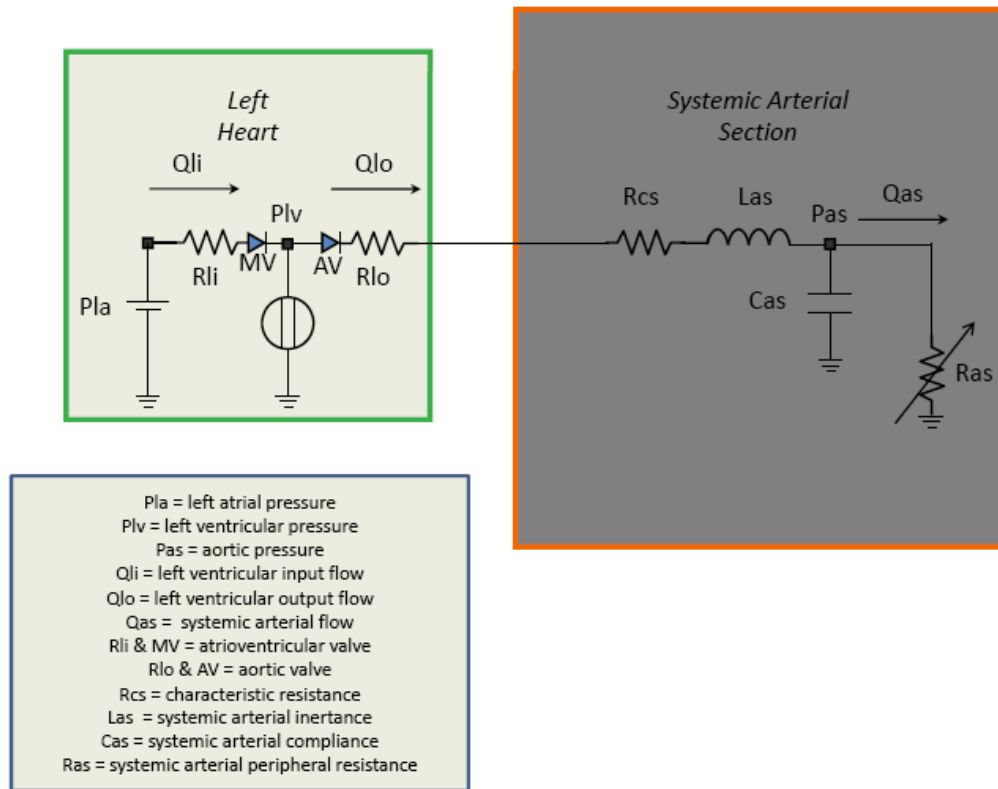 Left
Heart
Systemic Arterial
Section
Qli
Qlo
Plv
Rcs
Las
Pas
Qas
MV
AV
Rli
Rlo
Pla
Cas
Ras
Pla = left atrial pressure
Plv = left ventricular pressure
Pas = aortic pressure
Qli = left ventricular input flow
Qlo = left ventricular output flow
Qas =  systemic arterial flow
Rli & MV = atrioventricular valve
Rlo & AV = aortic valve
Rcs = characteristic resistance
Las  = systemic arterial inertance
Cas = systemic arterial compliance
Ras = systemic arterial peripheral resistance